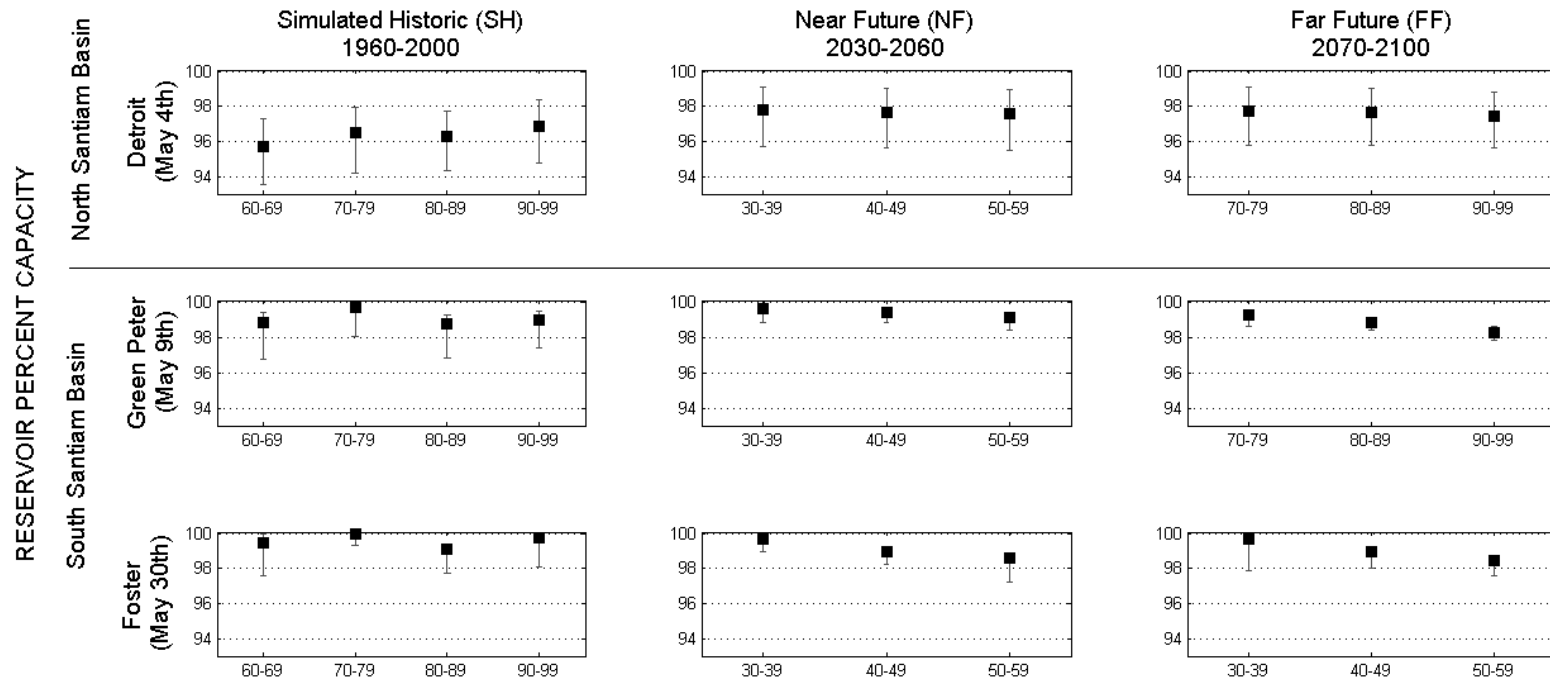 Simulated Historic (SH)
1960-2000
Near Future (NF)
2030-2060
Far Future (FF)
2070-2100
RESERVOIR PERCENT CAPACITY
North Santiam Basin
Detroit
(May 4th)
100
98
96
94
60-69 70-79 80-89 90-99
100
98
96
94
30-39 40-49 50-59
100
98
96
94
70-79 80-89 90-99
South Santiam Basin
Green Peter
(May 9th)
100
98
96
94
60-69 70-79 80-89 90-99
100
98
96
94
30-39 40-49 50-59
100
98
96
94
70-79 80-89 90-99
Foster
(May 30th)
100
98
96
94
60-69 70-79 80-89 90-99
100
98
96
94
30-39 40-49 50-59
100
98
96
94
30-39 40-49 50-59